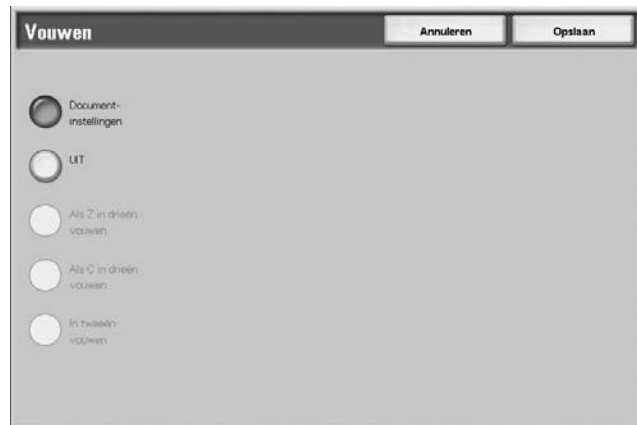 Vouwen
Annuleren
Opslaan
Document-
instellingen
UIT
Als Z in drieën
vouwen
Als C in drieën
vouwen
In tweeën
vouwen